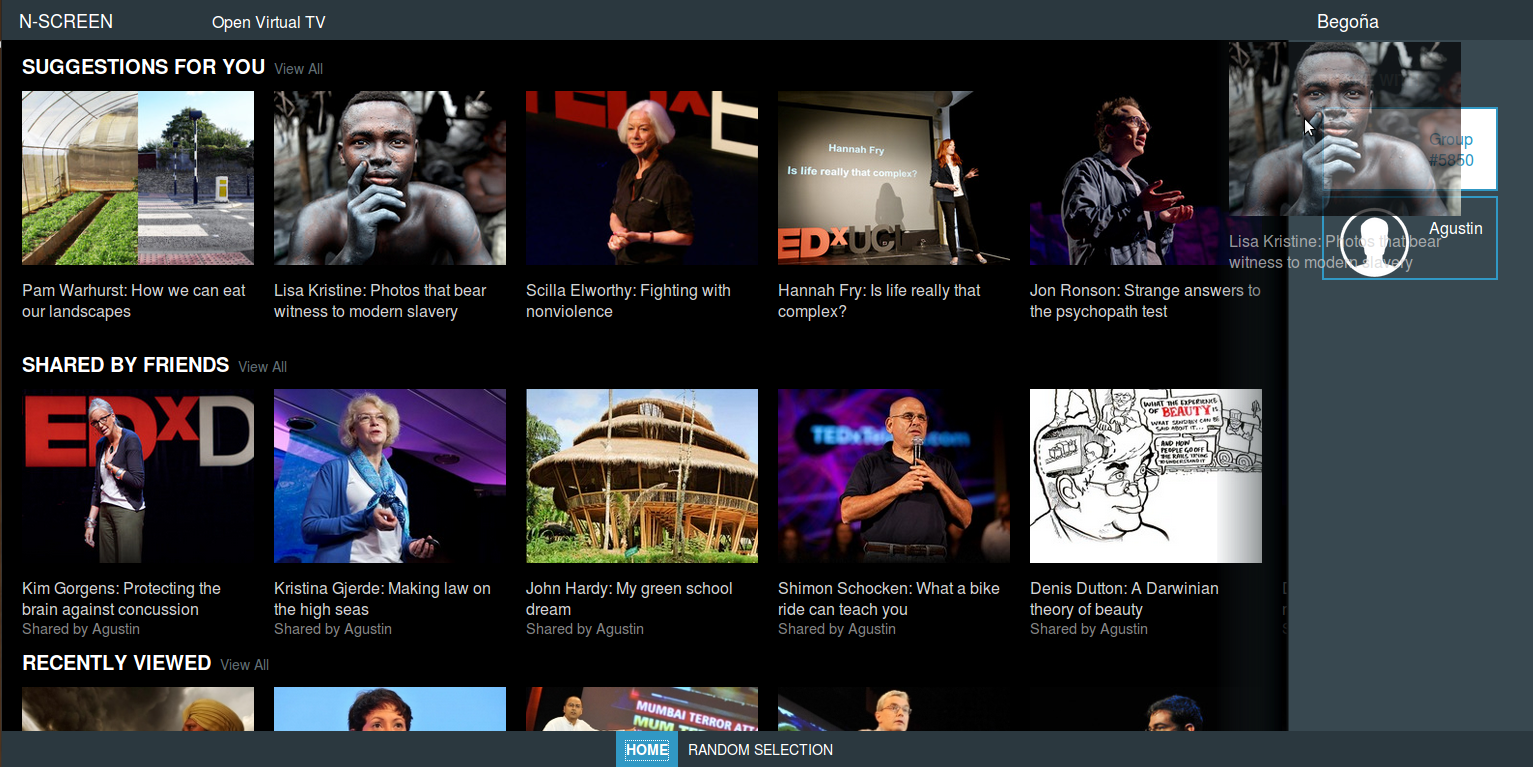 N-SCREEN
Open Virtual TV
Begoña
SUGGESTIONS FOR YOU View All
Hannah Fry
Is life really that complex?
EDxUCL
Group
#5850
Agustin
Lisa Kristine: Photos that bear
witness to modern slavery
Pam Warhurst: How we can eat
our landscapes
Lisa Kristine: Photos that bear
witness to modern slavery
Scilla Elworthy: Fighting with
nonviolence
Hannah Fry: Is life really that
complex?
Jon Ronson: Strange answers to
the psychopath test
SHARED BY FRIENDS View All
EDxD
WHAT THE EXPERIENCE
OF BEAUTY IS,
WHAT SENSIBLY CAN BE
SAID ABOUT IT...
AND HOW
PEOPLE GO OFF
THE RAILS TRYING
TO UNDERSTAND IT
Kim Gorgens: Protecting the
brain against concussion
Shared by Agustin
Kristina Gjerde: Making law on
the high seas
Shared by Agustin
John Hardy: My green school
dream
Shared by Agustin
Shimon Schocken: What a bike
ride can teach you
Shared by Agustin
Denis Dutton: A Darwinian
theory of beauty
Shared by Agustin
RECENTLY VIEWED View All
MUMBAI TERROR ATT
HOME
RANDOM SELECTION